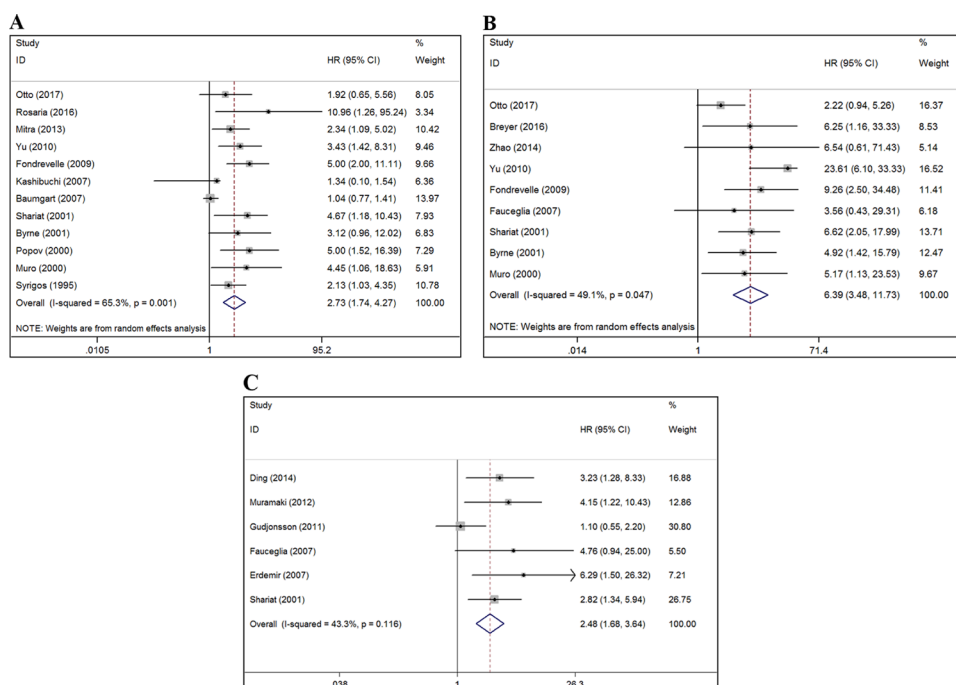 A
Study %
ID HR (95% CI) Weight
Otto (2017) 1.92 (0.65, 5.56) 8.05
Rosaria (2016) 10.96 (1.26, 95.24) 3.34
Mitra (2013) 2.34 (1.09, 5.02) 10.42
Yu (2010) 3.43 (1.42, 8.31) 9.46
Fondrevelle (2009) 5.00 (2.00, 11.11) 9.66
Kashibuchi (2007) 1.34 (0.10, 1.54) 6.36
Baumgart (2007) 1.04 (0.77, 1.41) 13.97
Shariat (2001) 4.67 (1.18, 10.43) 7.93
Byrne (2001) 3.12 (0.96, 12.02) 6.83
Popov (2000) 5.00 (1.52, 16.39) 7.29
Muro (2000) 4.45 (1.06, 18.63) 5.91
Syrigos (1995) 2.13 (1.03, 4.35) 10.78
Overall (I-squared = 65.3%, p = 0.001) 2.73 (1.74, 4.27) 100.00
NOTE: Weights are from random effects analysis
.0105 1 95.2
B
Study %
ID HR (95% CI) Weight
Otto (2017) 2.22 (0.94, 5.26) 16.37
Breyer (2016) 6.25 (1.16, 33.33) 8.53
Zhao (2014) 6.54 (0.61, 71.43) 5.14
Yu (2010) 23.61 (6.10, 33.33) 16.52
Fondrevelle (2009) 9.26 (2.50, 34.48) 11.41
Fauceglia (2007) 3.56 (0.43, 29.31) 6.18
Shariat (2001) 6.62 (2.05, 17.99) 13.71
Byrne (2001) 4.92 (1.42, 15.79) 12.47
Muro (2000) 5.17 (1.13, 23.53) 9.67
Overall (I-squared = 49.1%, p = 0.047) 6.39 (3.48, 11.73) 100.00
NOTE: Weights are from random effects analysis
.014 1 71.4
C
Study %
ID HR (95% CI) Weight
Ding (2014) 3.23 (1.28, 8.33) 16.88
Muramaki (2012) 4.15 (1.22, 10.43) 12.86
Gudjonsson (2011) 1.10 (0.55, 2.20) 30.80
Fauceglia (2007) 4.76 (0.94, 25.00) 5.50
Erdemir (2007) 6.29 (1.50, 26.32) 7.21
Shariat (2001) 2.82 (1.34, 5.94) 26.75
Overall (I-squared = 43.3%, p = 0.116) 2.48 (1.68, 3.64) 100.00
.038 1 26.3